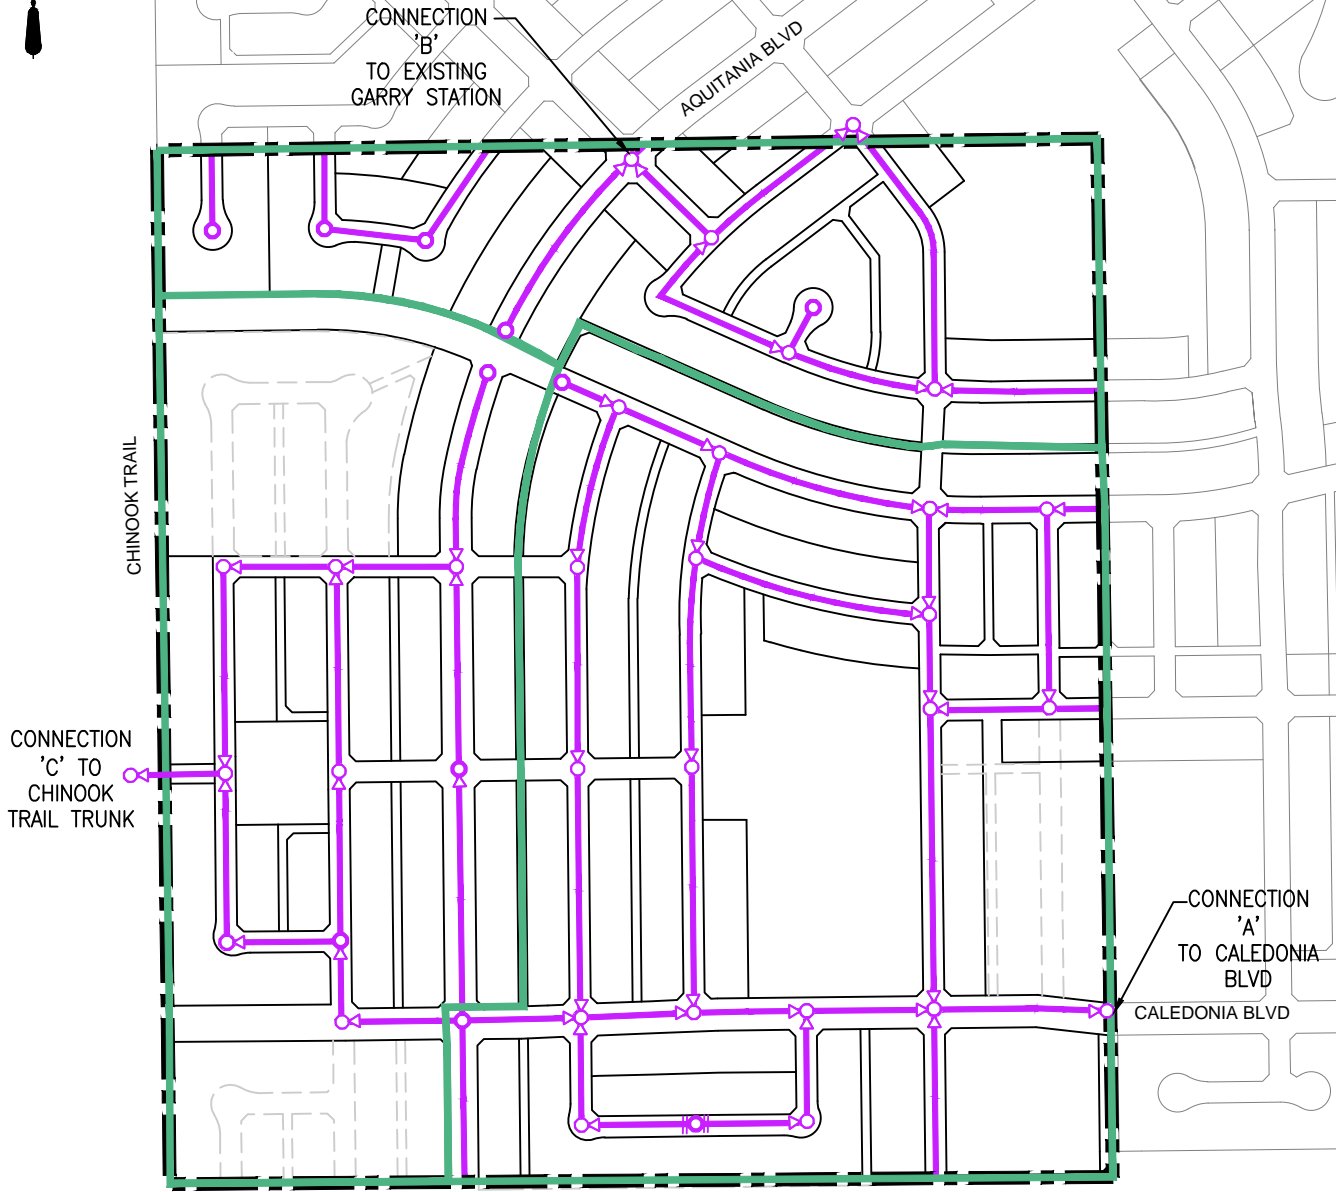 CONNECTION
'B'
TO EXISTING
GARRY STATION
AQUITANIA BLVD
CHINOOK TRAIL
CONNECTION
'C' TO
CHINOOK
TRAIL TRUNK
CONNECTION
'A'
TO CALEDONIA
BLVD
CALEDONIA BLVD